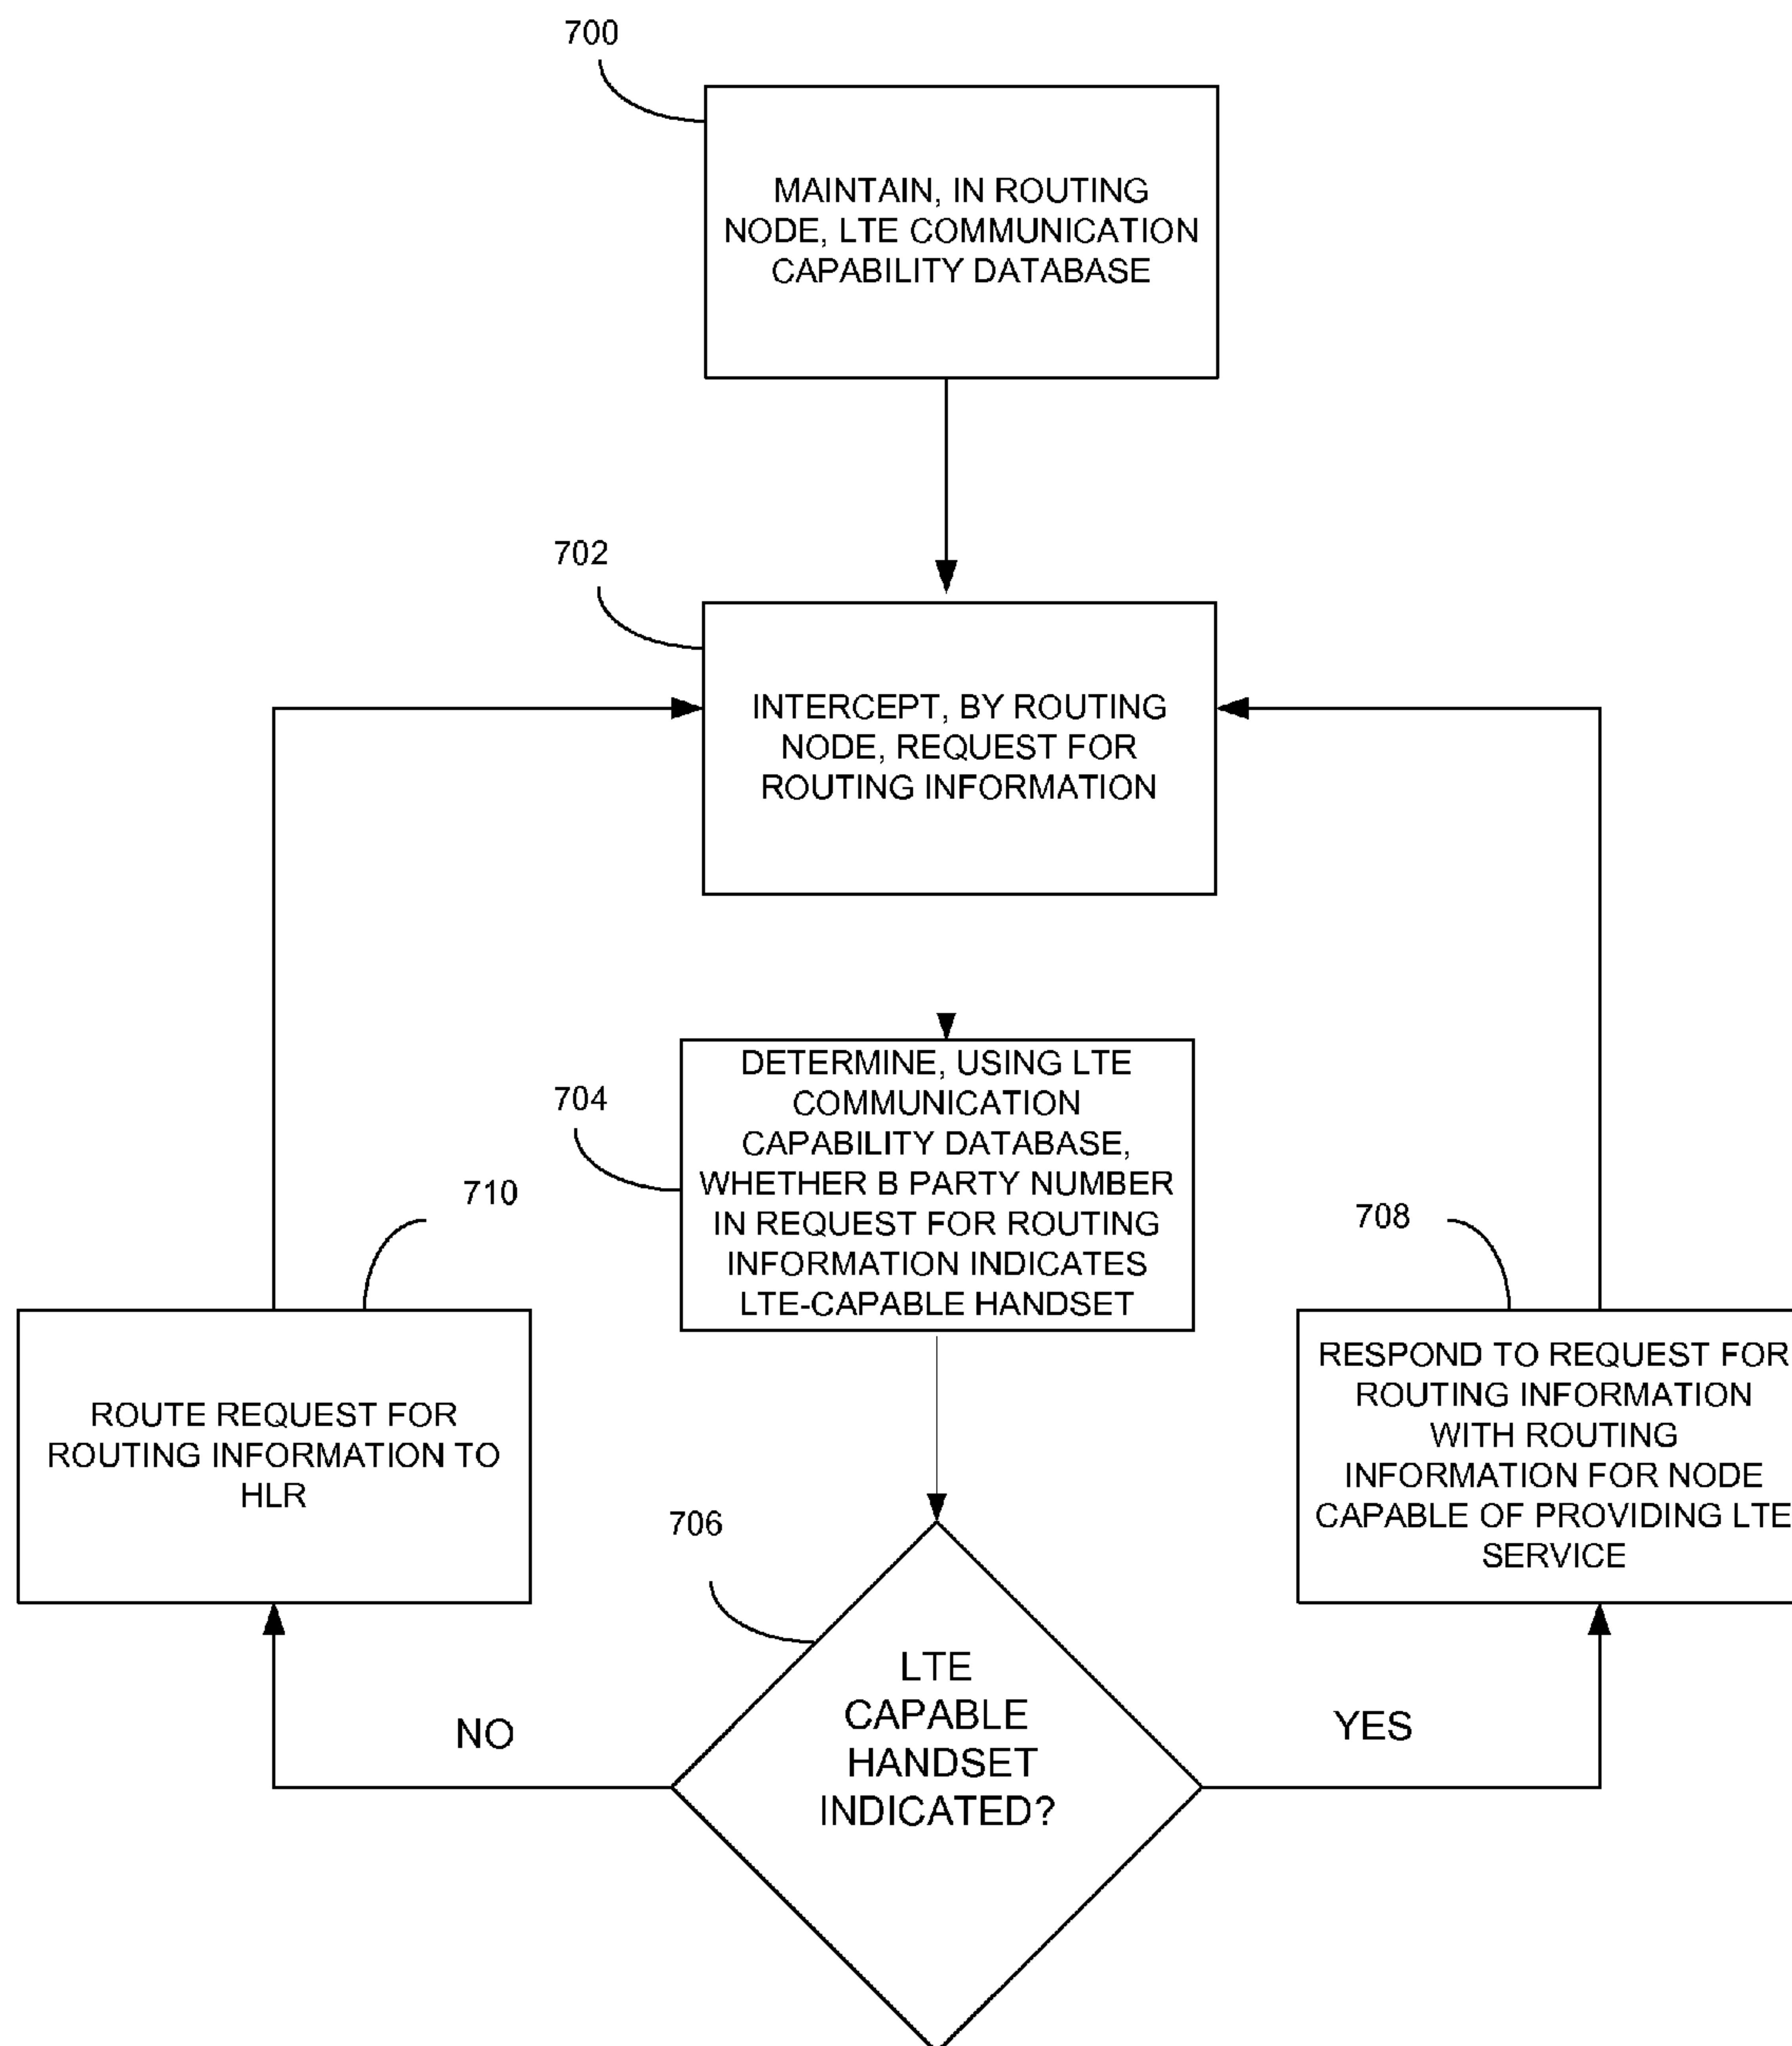 700
MAINTAIN, IN ROUTING
NODE, LTE COMMUNICATION
CAPABILITY DATABASE
702
INTERCEPT, BY ROUTING
NODE, REQUEST FOR
ROUTING INFORMATION
704
DETERMINE, USING LTE
COMMUNICATION
CAPABILITY DATABASE,
WHETHER B PARTY NUMBER
IN REQUEST FOR ROUTING
INFORMATION INDICATES
LTE-CAPABLE HANDSET
710
ROUTE REQUEST FOR
ROUTING INFORMATION TO
HLR
708
RESPOND TO REQUEST FOR
ROUTING INFORMATION
WITH ROUTING
INFORMATION FOR NODE
CAPABLE OF PROVIDING LTE
SERVICE
706
LTE
CAPABLE
HANDSET
INDICATED?
NO
YES